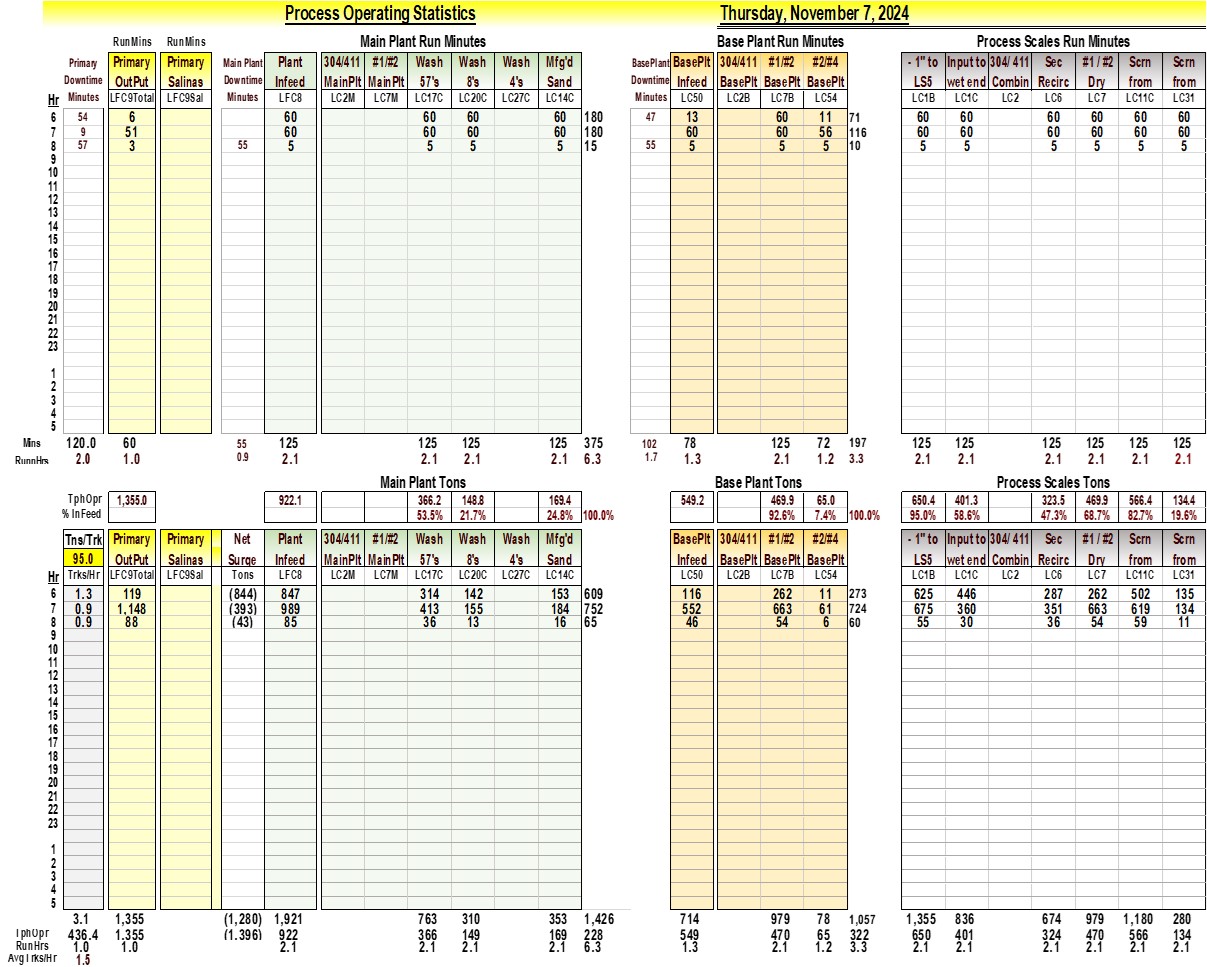 Process Operating Statistics Thursday, November 7, 2024
RunMins RunMins Main Plant Run Minutes Base Plant Run Minutes Process Scales Run Minutes
Primary Primary Primary Main Plant Plant 304/411 #1/#2 Wash Wash Wash Mfg'd BasePlant BasePlt 304/411 #1/#2 #2/#4 - 1" to Input to 304/ 411 Sec #1 / #2 Scrn Scrn
Downtime OutPut Salinas Downtime Infeed MainPlt MainPlt 57's 8's 4's Sand Downtime Infeed BasePlt BasePlt BasePlt LS5 wet end Combin Recirc Dry from from
Hr Minutes LFC9Total LFC9Sal Minutes LFC8 LC2M LC7M LC17C LC20C LC27C LC14C Minutes LC50 LC2B LC7B LC54 LC1B LC1C LC2 LC6 LC7 LC11C LC31
6 54 6 60 60 60 60 180 47 13 60 11 71 60 60 60 60 60 60
7 9 51 60 60 60 60 180 60 60 56 116 60 60 60 60 60 60
8 57 3 55 5 5 5 5 15 55 5 5 5 10 5 5 5 5 5 5
9
10
11
12
13
14
15
16
17
18
19
20
21
22
23
1
2
3
4
5
Mins 120.0 60 55 125 125 125 125 375 102 78 125 72 197 125 125 125 125 125 125
RunnHrs 2.0 1.0 0.9 2.1 2.1 2.1 2.1 6.3 1.7 1.3 2.1 1.2 3.3 2.1 2.1 2.1 2.1 2.1 2.1
Main Plant Tons Base Plant Tons Process Scales Tons
TphOpr 1,355.0 922.1 366.2 148.8 169.4 549.2 469.9 65.0 650.4 401.3 323.5 469.9 566.4 134.4
% InFeed 53.5% 21.7% 24.8% 100.0% 92.6% 7.4% 100.0% 95.0% 58.6% 47.3% 68.7% 82.7% 19.6%
Tns/Trk Primary Primary Net Plant 304/411 #1/#2 Wash Wash Wash Mfg'd BasePlt 304/411 #1/#2 #2/#4 - 1" to Input to 304/ 411 Sec #1 / #2 Scrn Scrn
95.0 OutPut Salinas Surge Infeed MainPlt MainPlt 57's 8's 4's Sand Infeed BasePlt BasePlt BasePlt LS5 wet end Combin Recirc Dry from from
Hr Trks/Hr LFC9Total LFC9Sal Tons LFC8 LC2M LC7M LC17C LC20C LC27C LC14C LC50 LC2B LC7B LC54 LC1B LC1C LC2 LC6 LC7 LC11C LC31
6 1.3 119 (844) 847 314 142 153 609 116 262 11 273 625 446 287 262 502 135
7 0.9 1,148 (393) 989 413 155 184 752 552 663 61 724 675 360 351 663 619 134
8 0.9 88 (43) 85 36 13 16 65 46 54 6 60 55 30 36 54 59 11
9
10
11
12
13
14
15
16
17
18
19
20
21
22
23
1
2
3
4
5
3.1 1,355 (1,280) 1,921 763 310 353 1,426 714 979 78 1,057 1,355 836 674 979 1,180 280
TphOpr 436.4 1,355 (1,396) 922 366 149 169 228 549 470 65 322 650 401 324 470 566 134
RunHrs 1.0 1.0 2.1 2.1 2.1 2.1 6.3 1.3 2.1 1.2 3.3 2.1 2.1 2.1 2.1 2.1 2.1
AvgTrks/Hr 1.5